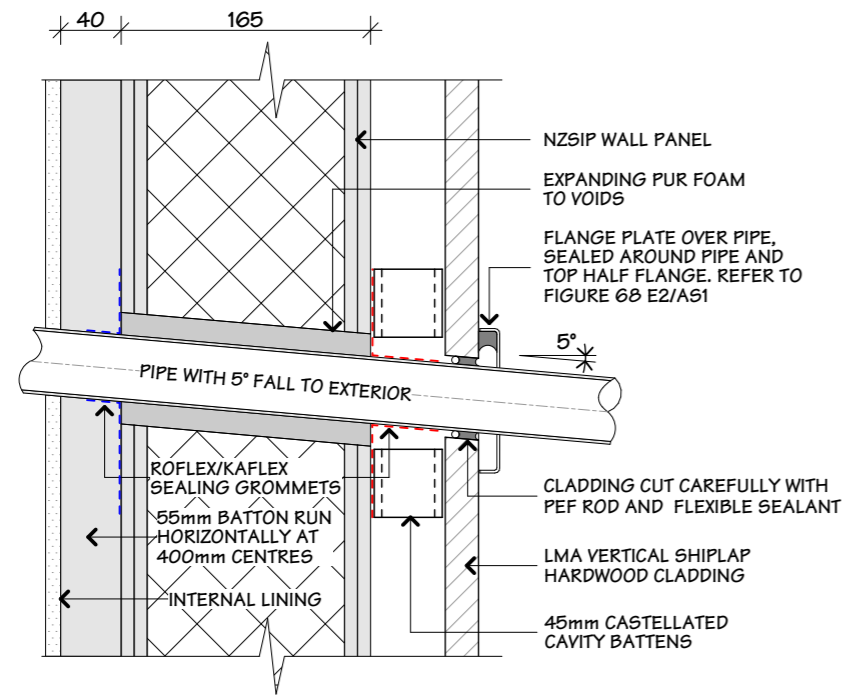 40
165
NZSIP WALL PANEL
EXPANDING PUR FOAM
TO VOIDS
FLANGE PLATE OVER PIPE,
SEALED AROUND PIPE AND
TOP HALF FLANGE. REFER TO
FIGURE 68 E2/AS1
5°
PIPE WITH 5° FALL TO EXTERIOR
ROFLEX/KAFLEX
SEALING GROMMETS
55mm BATTON RUN
HORIZONTALLY AT
400mm CENTRES
INTERNAL LINING
CLADDING CUT CAREFULLY WITH
PEF ROD AND FLEXIBLE SEALANT
LMA VERTICAL SHIPLAP
HARDWOOD CLADDING
45mm CASTELLATED
CAVITY BATTENS